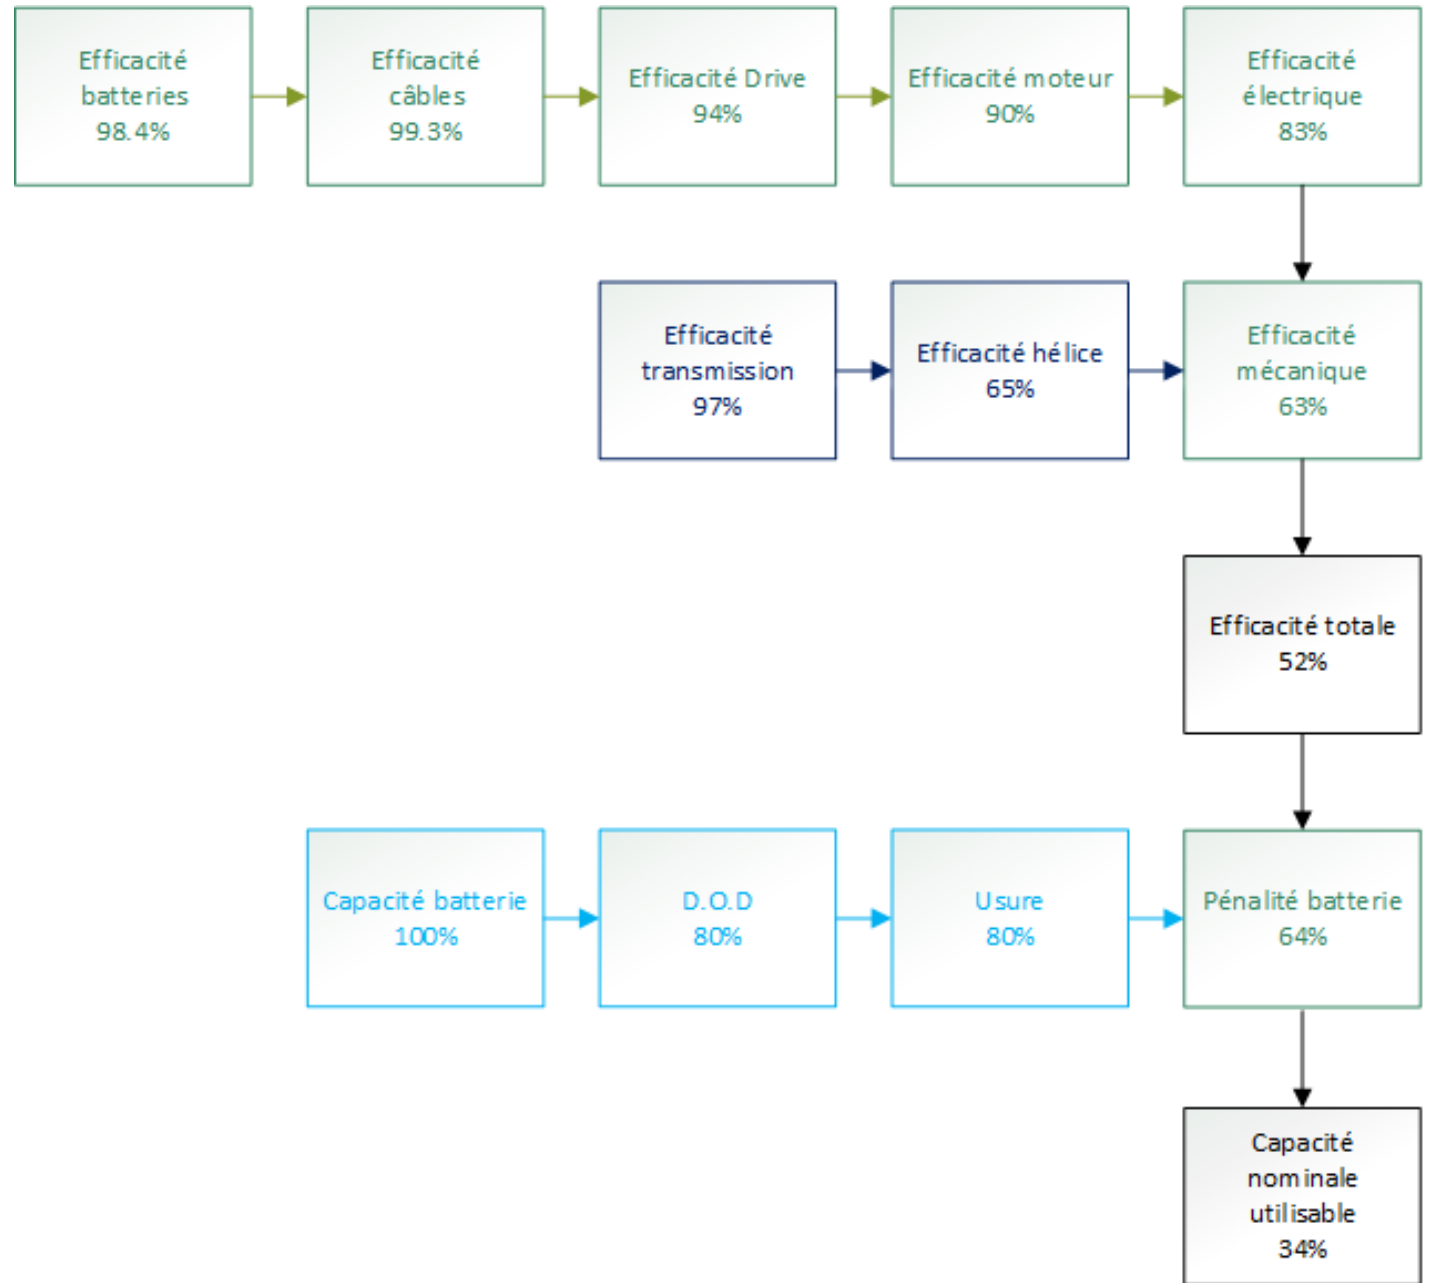 Efficacité
batteries
98.4%
Efficacité
câbles
99.3%
Efficacité Drive
94%
Efficacité moteur
90%
Efficacité
électrique
83%
Efficacité
transmission
97%
Efficacité hélice
65%
Efficacité
mécanique
63%
Efficacité totale
52%
Capacité batterie
100%
D.O.D
80%
Usure
80%
Pénalité batterie
64%
Capacité
nominale
utilisable
34%